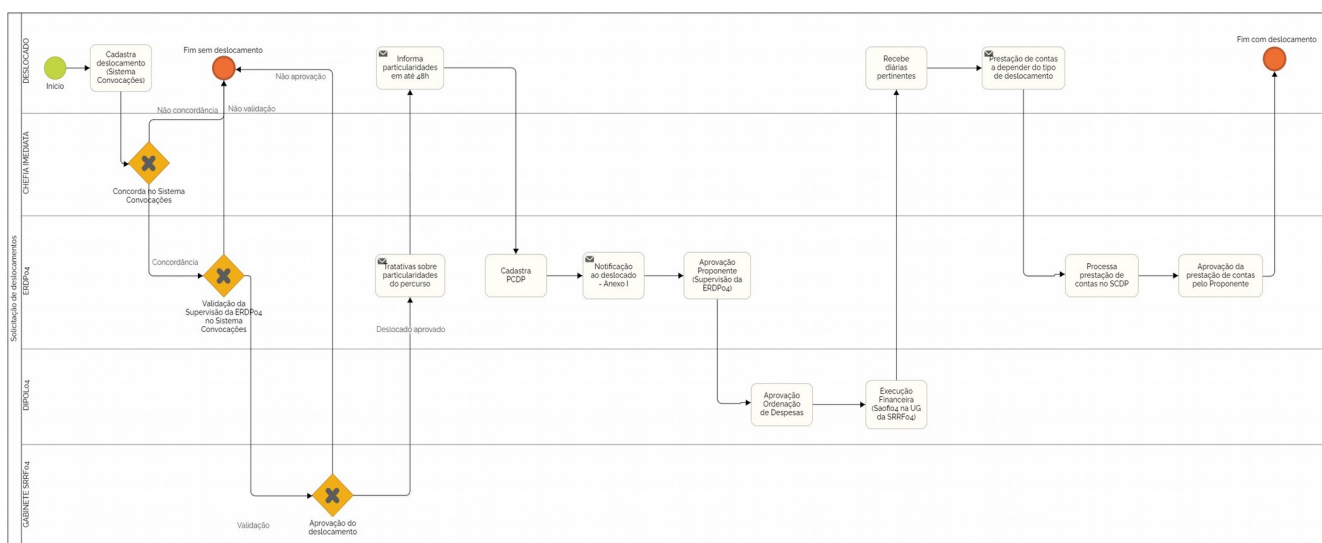 Solicitação de deslocamentos
DESLOCADO
Início
Cadastra
deslocamento
(Sistema
Convocações)
Fim sem deslocamento
Não aprovação
Não concordância
Não validação
Informa
particularidades
em até 48h
Recebe
diárias
pertinentes
Prestação de contas
a depender do tipo
de deslocamento
Fim com deslocamento
CHEFIA IMEDIATA
Concorda no Sistema
Convocações
ERDP04
Concordância
Validação da
Supervisão da ERDP04
no Sistema
Convocações
Tratativas sobre
particularidades
do percurso
Deslocado aprovado
Cadastra
PCDP
Notificação
ao deslocado
- Anexo I
Aprovação
Proponente
(Supervisão da
ERDP04)
Processa
prestação de
contas no SCDP
Aprovação da
prestação de contas
pelo Proponente
DIPOL04
Aprovação
Ordenação
de Despesas
Execução
Financeira
(Saofi04 na UG
da SRRF04)
GABINETE SRRF04
Validação
Aprovação do
deslocamento